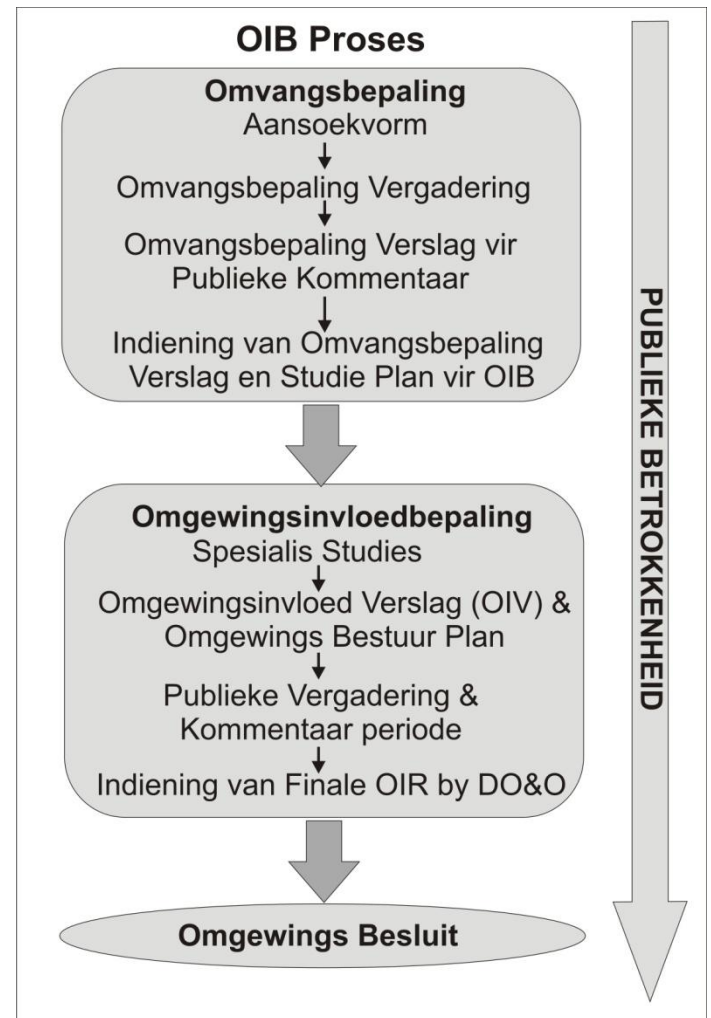 OIB Proses
Omvangsbepaling
Aansoekvorm
Omvangsbepaling Vergadering
Omvangsbepaling Verslag vir
Publieke Kommentaar
Indiening van Omvangsbepaling
Verslag en Studie Plan vir OIB
Omgewingsinvloedbepaling
Spesialis Studies
Omgewingsinvloed Verslag (OIV) &
Omgewings Bestuur Plan
Publieke Vergadering &
Kommentaar periode
Indiening van Finale OIR by DO&O
Omgewings Besluit
PUBLIEKE BETROKKENHEID